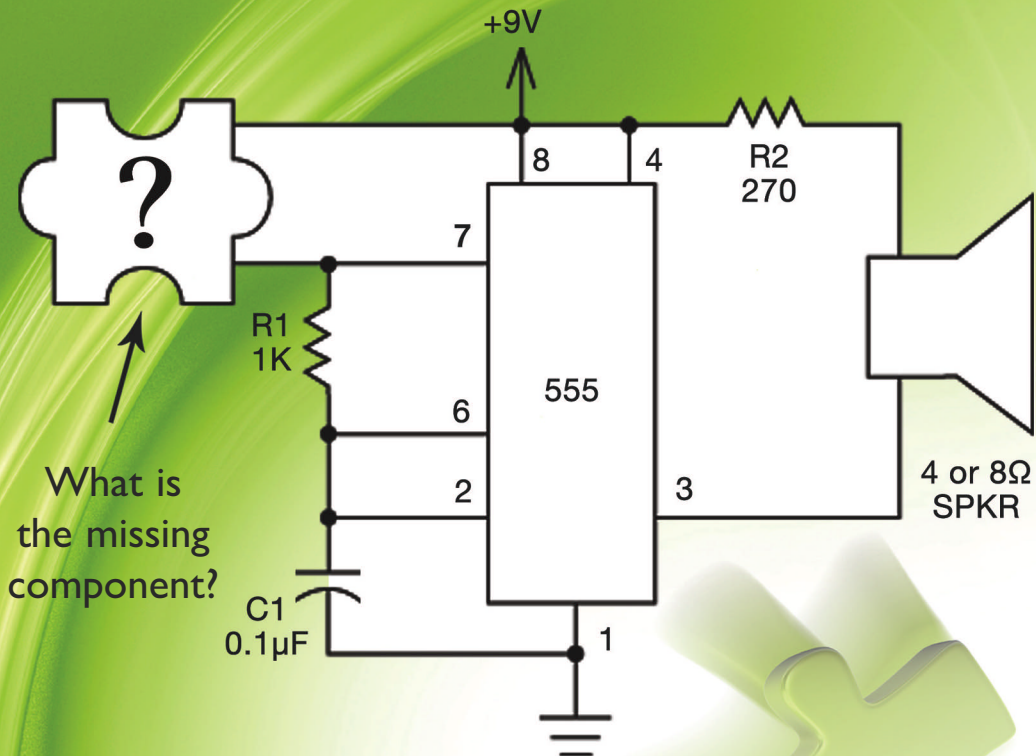 +9V
8
4
R2
270
?
7
R1
1K
555
6
2
3
4 or 8Ω
SPKR
What is
the missing
component?
C1
0.1µF
1